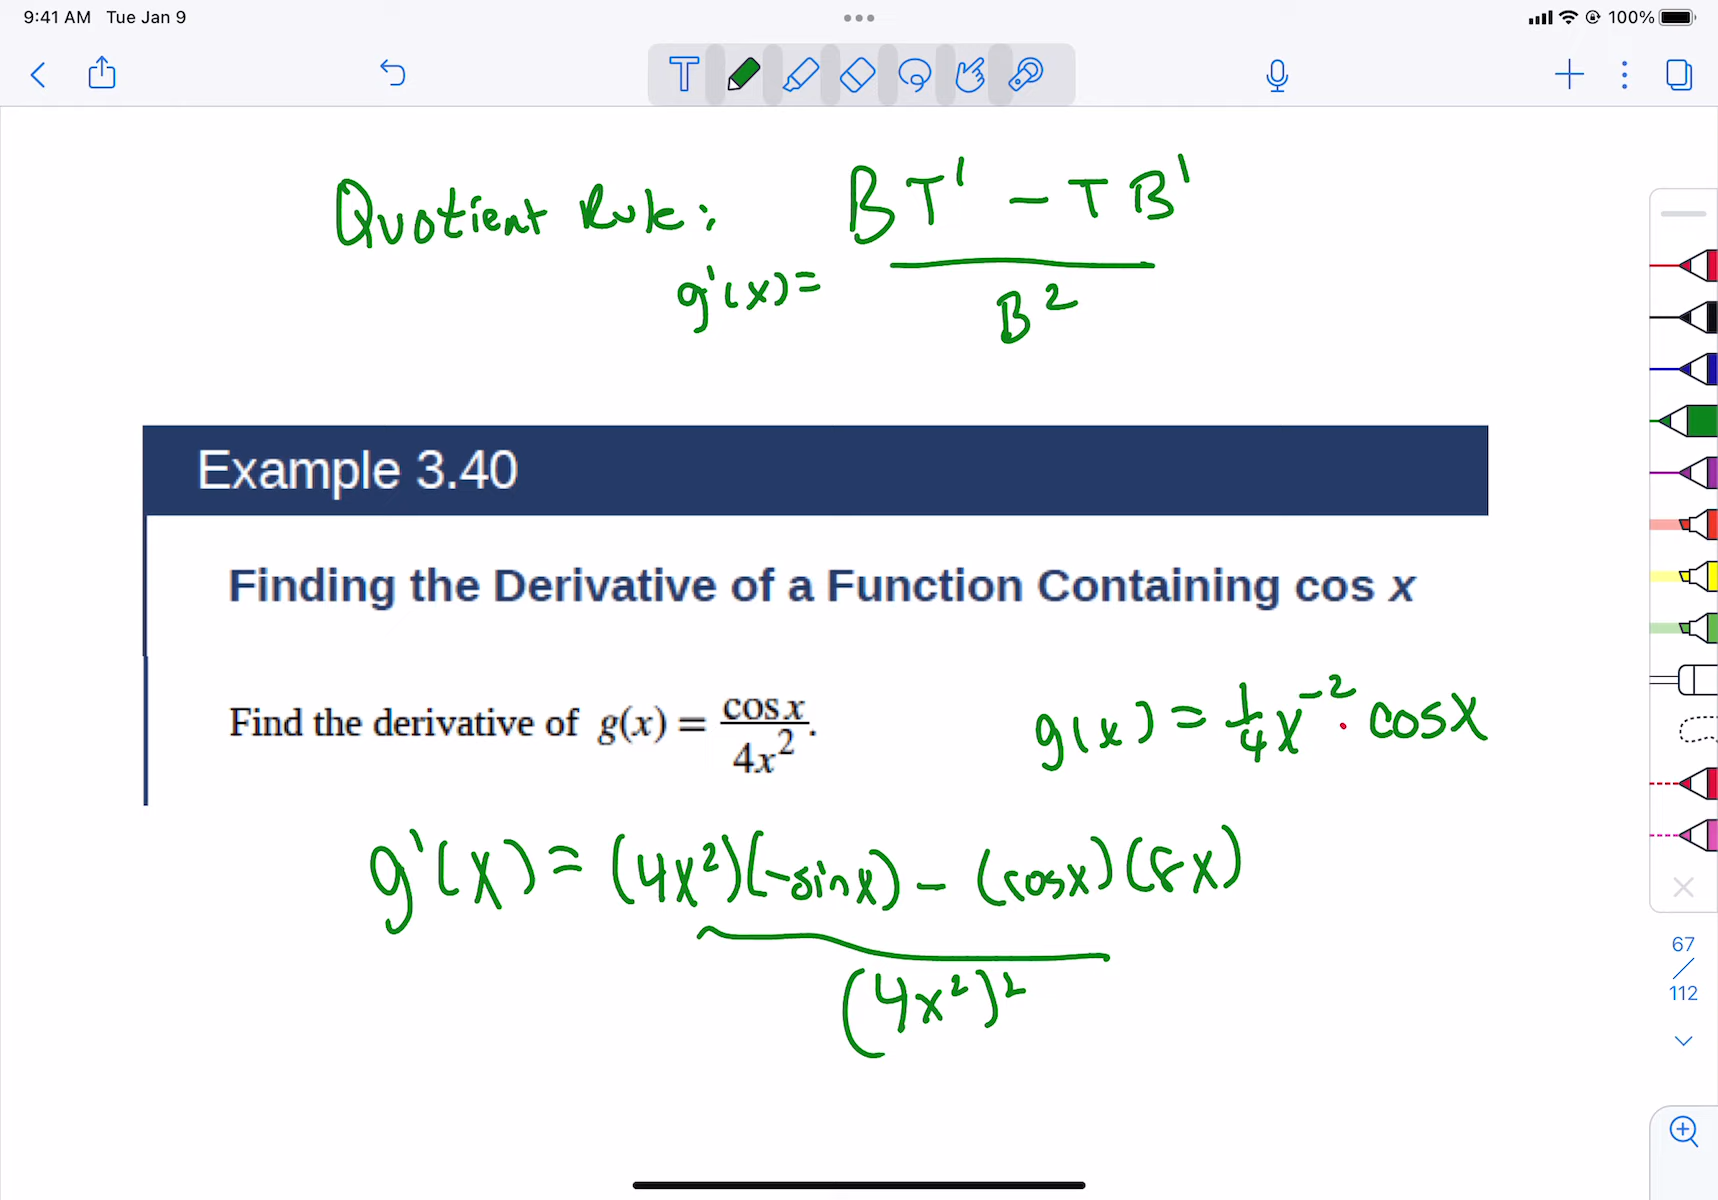 9:41 AM Tue Jan 9
100%
Quotient Rule: BT' - TB'
g'(x) = B²
Example 3.40
Finding the Derivative of a Function Containing cos x
Find the derivative of g(x) = cos x / 4x².
g(x) = 1/4 x⁻² · cosx
g'(x) = (4x²)(-sinx) - (cosx)(8x)
(4x²)²
67
/
112